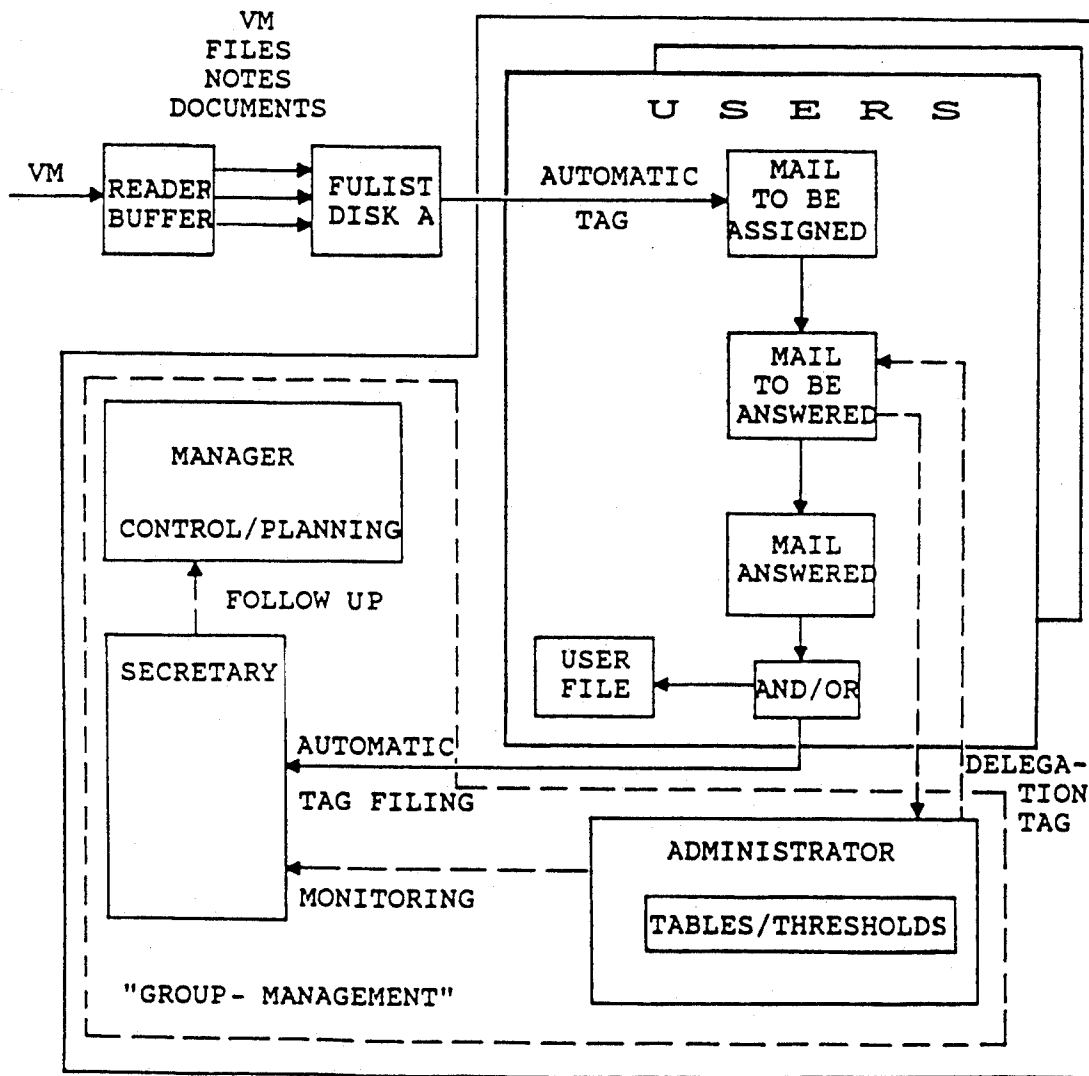 VM
FILES
NOTES
DOCUMENTS
U S E R S
VM
READER
BUFFER
FULIST
DISK A
AUTOMATIC
TAG
MAIL
TO BE
ASSIGNED
MAIL
TO BE
ANSWERED
MANAGER
CONTROL/PLANNING
MAIL
ANSWERED
FOLLOW UP
SECRETARY
USER
FILE
AND/OR
AUTOMATIC
TAG FILING
DELEGA-
TION
TAG
ADMINISTRATOR
MONITORING
TABLES/THRESHOLDS
"GROUP- MANAGEMENT"